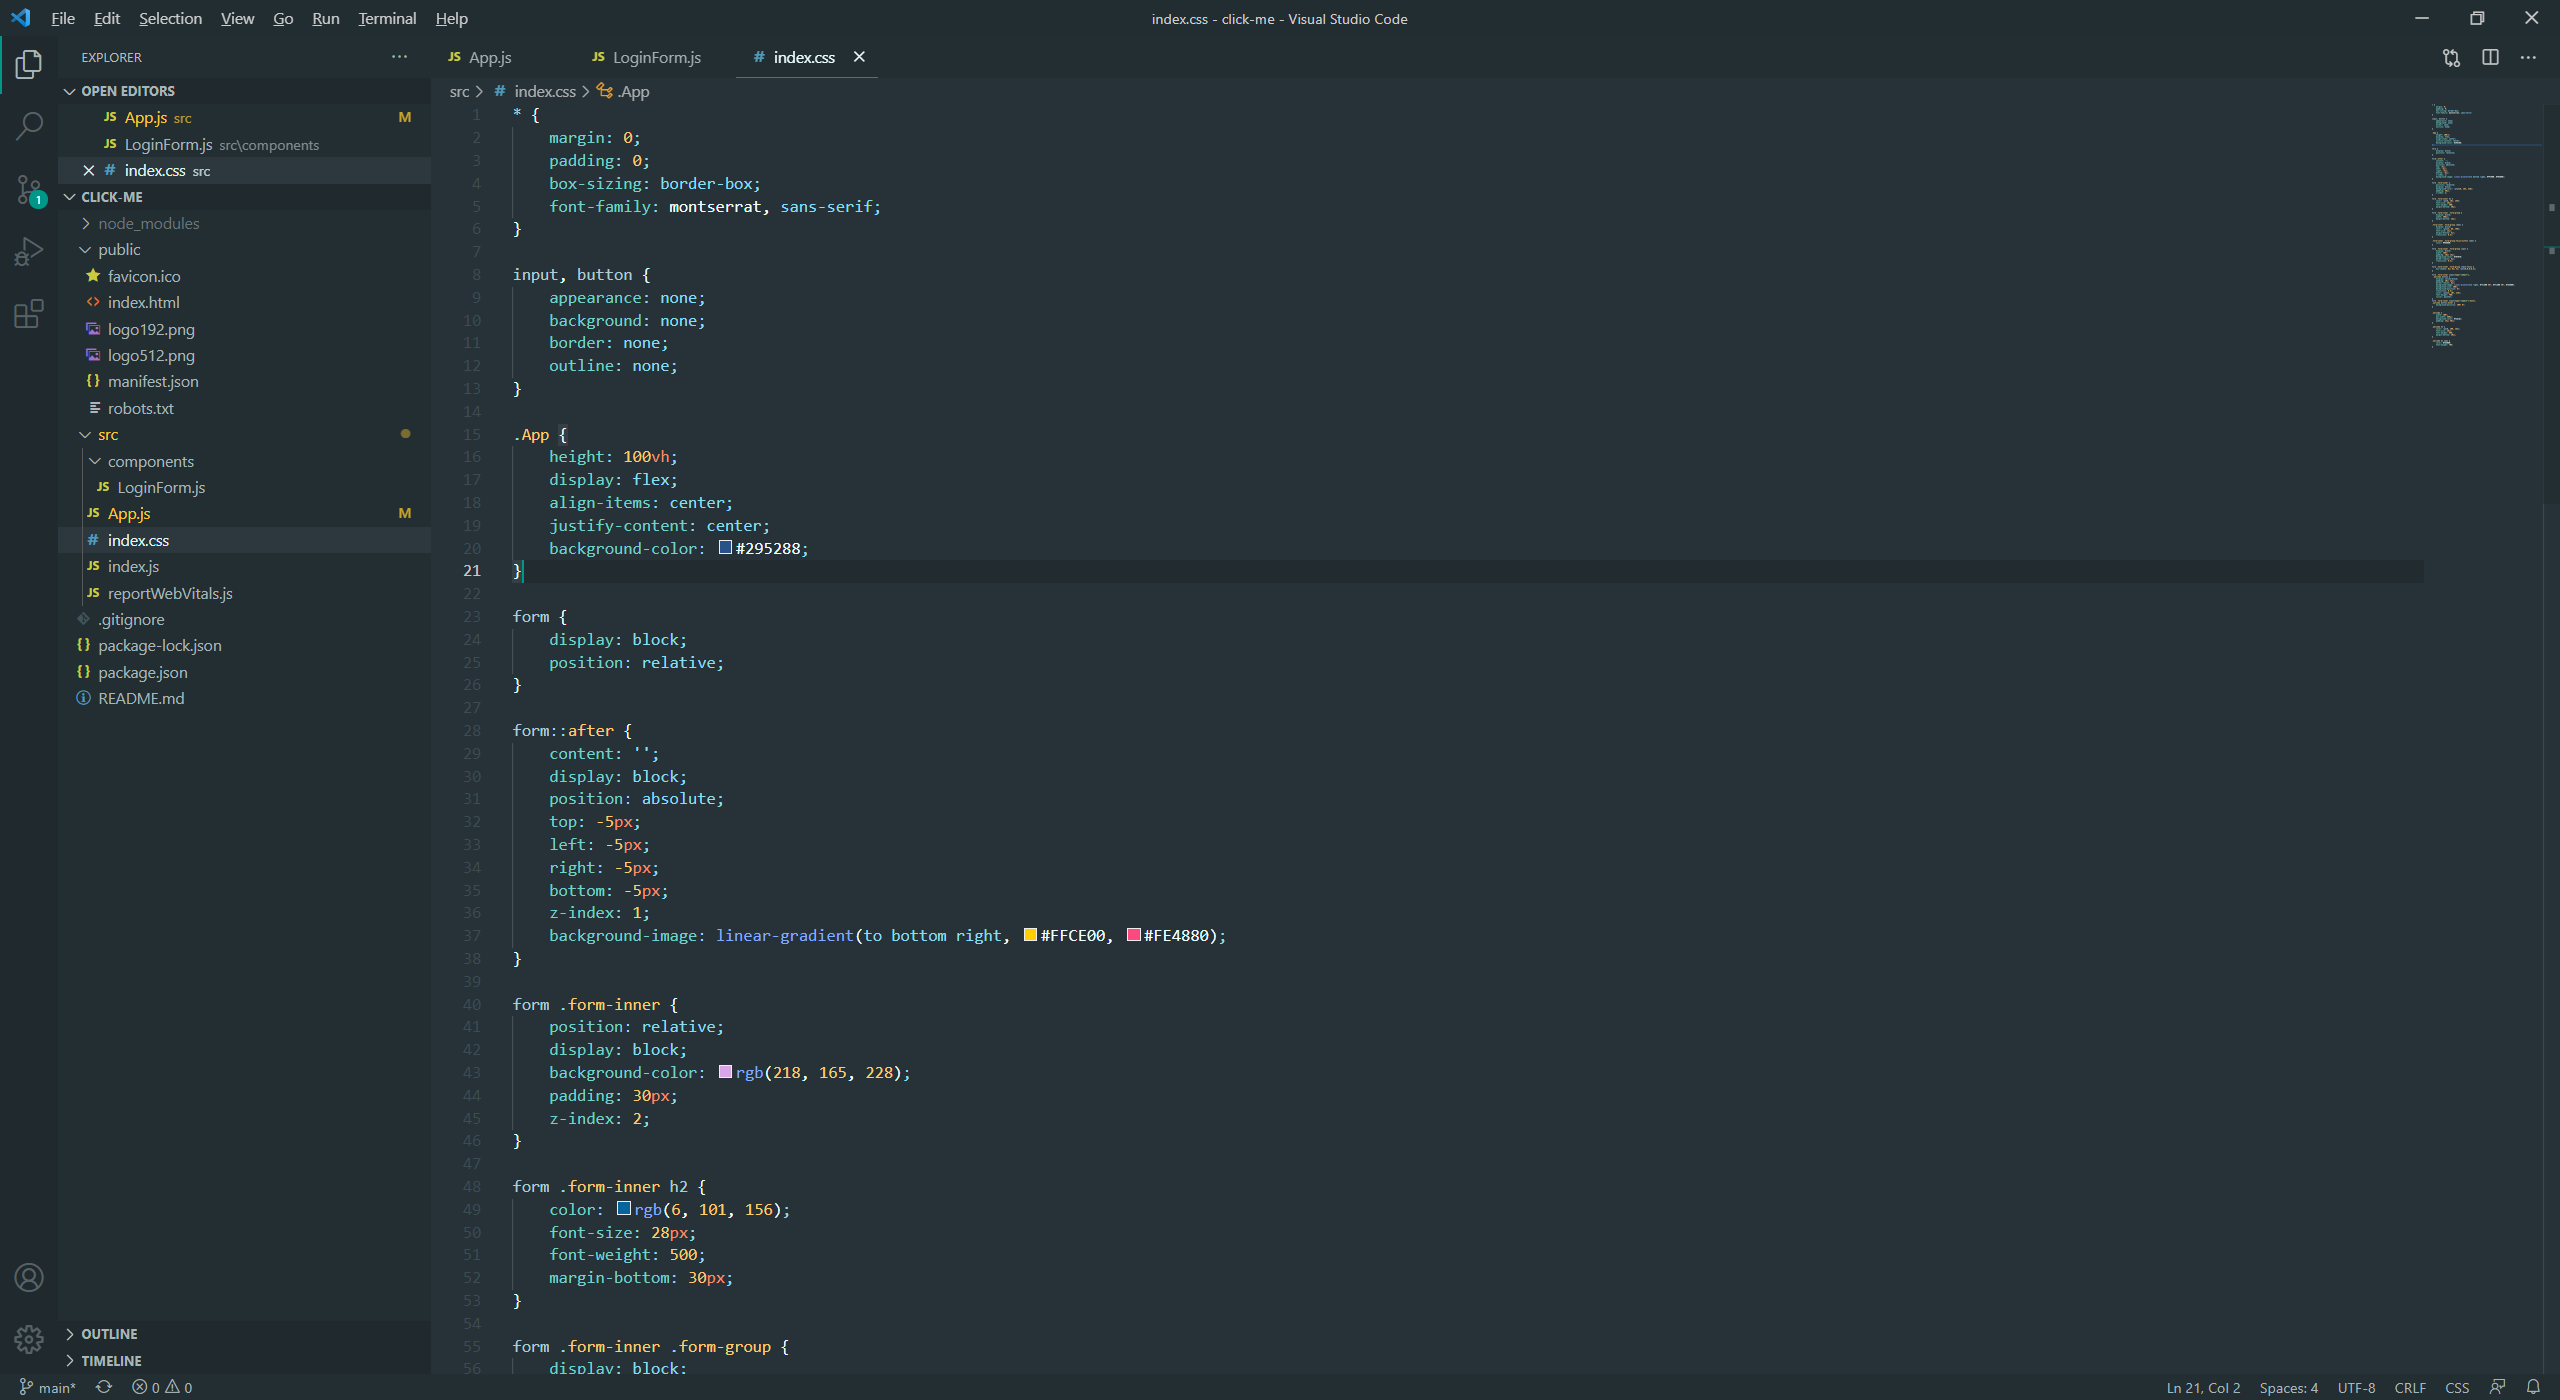 File Edit Selection View Go Run Terminal Help
index.css - click-me - Visual Studio Code
EXPLORER
OPEN EDITORS
JS App.js src M
JS LoginForm.js src\components
# index.css src
CLICK-ME
node_modules
public
favicon.ico
<> index.html
logo192.png
logo512.png
{} manifest.json
robots.txt
src
components
JS LoginForm.js
JS App.js M
# index.css
JS index.js
JS reportWebVitals.js
.gitignore
{} package-lock.json
{} package.json
README.md
OUTLINE
TIMELINE
1
JS App.js
JS LoginForm.js
# index.css
src > # index.css > .App
1 * {
2 margin: 0;
3 padding: 0;
4 box-sizing: border-box;
5 font-family: montserrat, sans-serif;
6 }
7
8 input, button {
9 appearance: none;
10 background: none;
11 border: none;
12 outline: none;
13 }
14
15 .App {
16 height: 100vh;
17 display: flex;
18 align-items: center;
19 justify-content: center;
20 background-color: #295288;
21 }
22
23 form {
24 display: block;
25 position: relative;
26 }
27
28 form::after {
29 content: '';
30 display: block;
31 position: absolute;
32 top: -5px;
33 left: -5px;
34 right: -5px;
35 bottom: -5px;
36 z-index: 1;
37 background-image: linear-gradient(to bottom right, #FFCE00, #FE4880);
38 }
39
40 form .form-inner {
41 position: relative;
42 display: block;
43 background-color: rgb(218, 165, 228);
44 padding: 30px;
45 z-index: 2;
46 }
47
48 form .form-inner h2 {
49 color: rgb(6, 101, 156);
50 font-size: 28px;
51 font-weight: 500;
52 margin-bottom: 30px;
53 }
54
55 form .form-inner .form-group {
56 display: block;
main* 0 0
Ln 21, Col 2 Spaces: 4 UTF-8 CRLF CSS